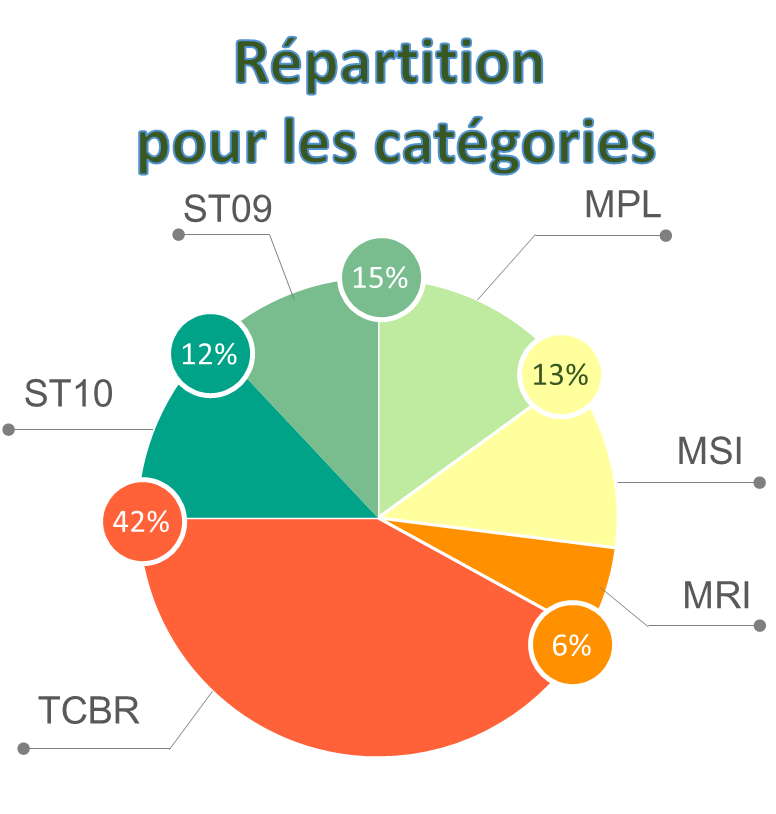 Répartition
pour les catégories
ST09
MPL
15%
12%
13%
ST10
MSI
42%
MRI
6%
TCBR